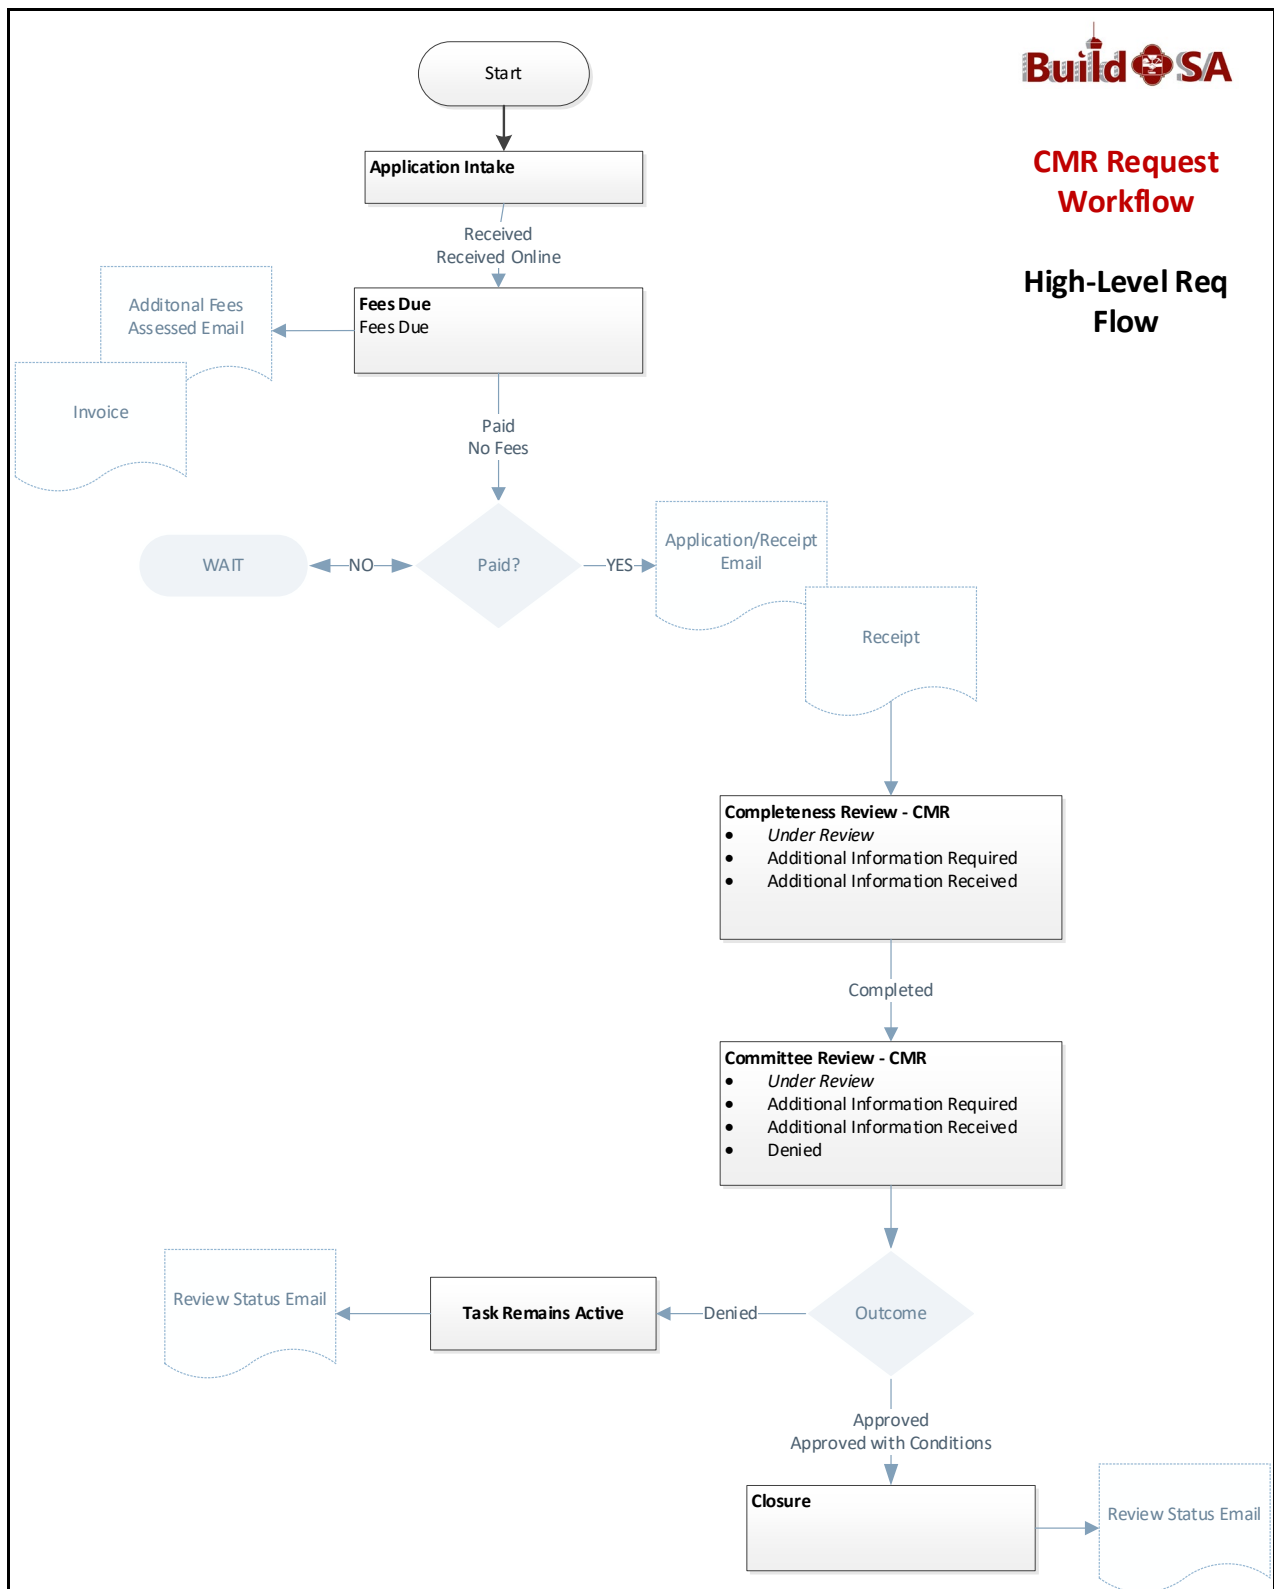 Start
Build SA
Application Intake
CMR Request
Workflow
Received
Received Online
High-Level Req
Flow
Additonal Fees
Assessed Email
Fees Due
Fees Due
Invoice
Paid
No Fees
WAIT
NO
Paid?
YES
Application/Receipt
Email
Receipt
Completeness Review - CMR
• Under Review
• Additional Information Required
• Additional Information Received
Completed
Committee Review - CMR
• Under Review
• Additional Information Required
• Additional Information Received
• Denied
Review Status Email
Task Remains Active
Denied
Outcome
Approved
Approved with Conditions
Closure
Review Status Email